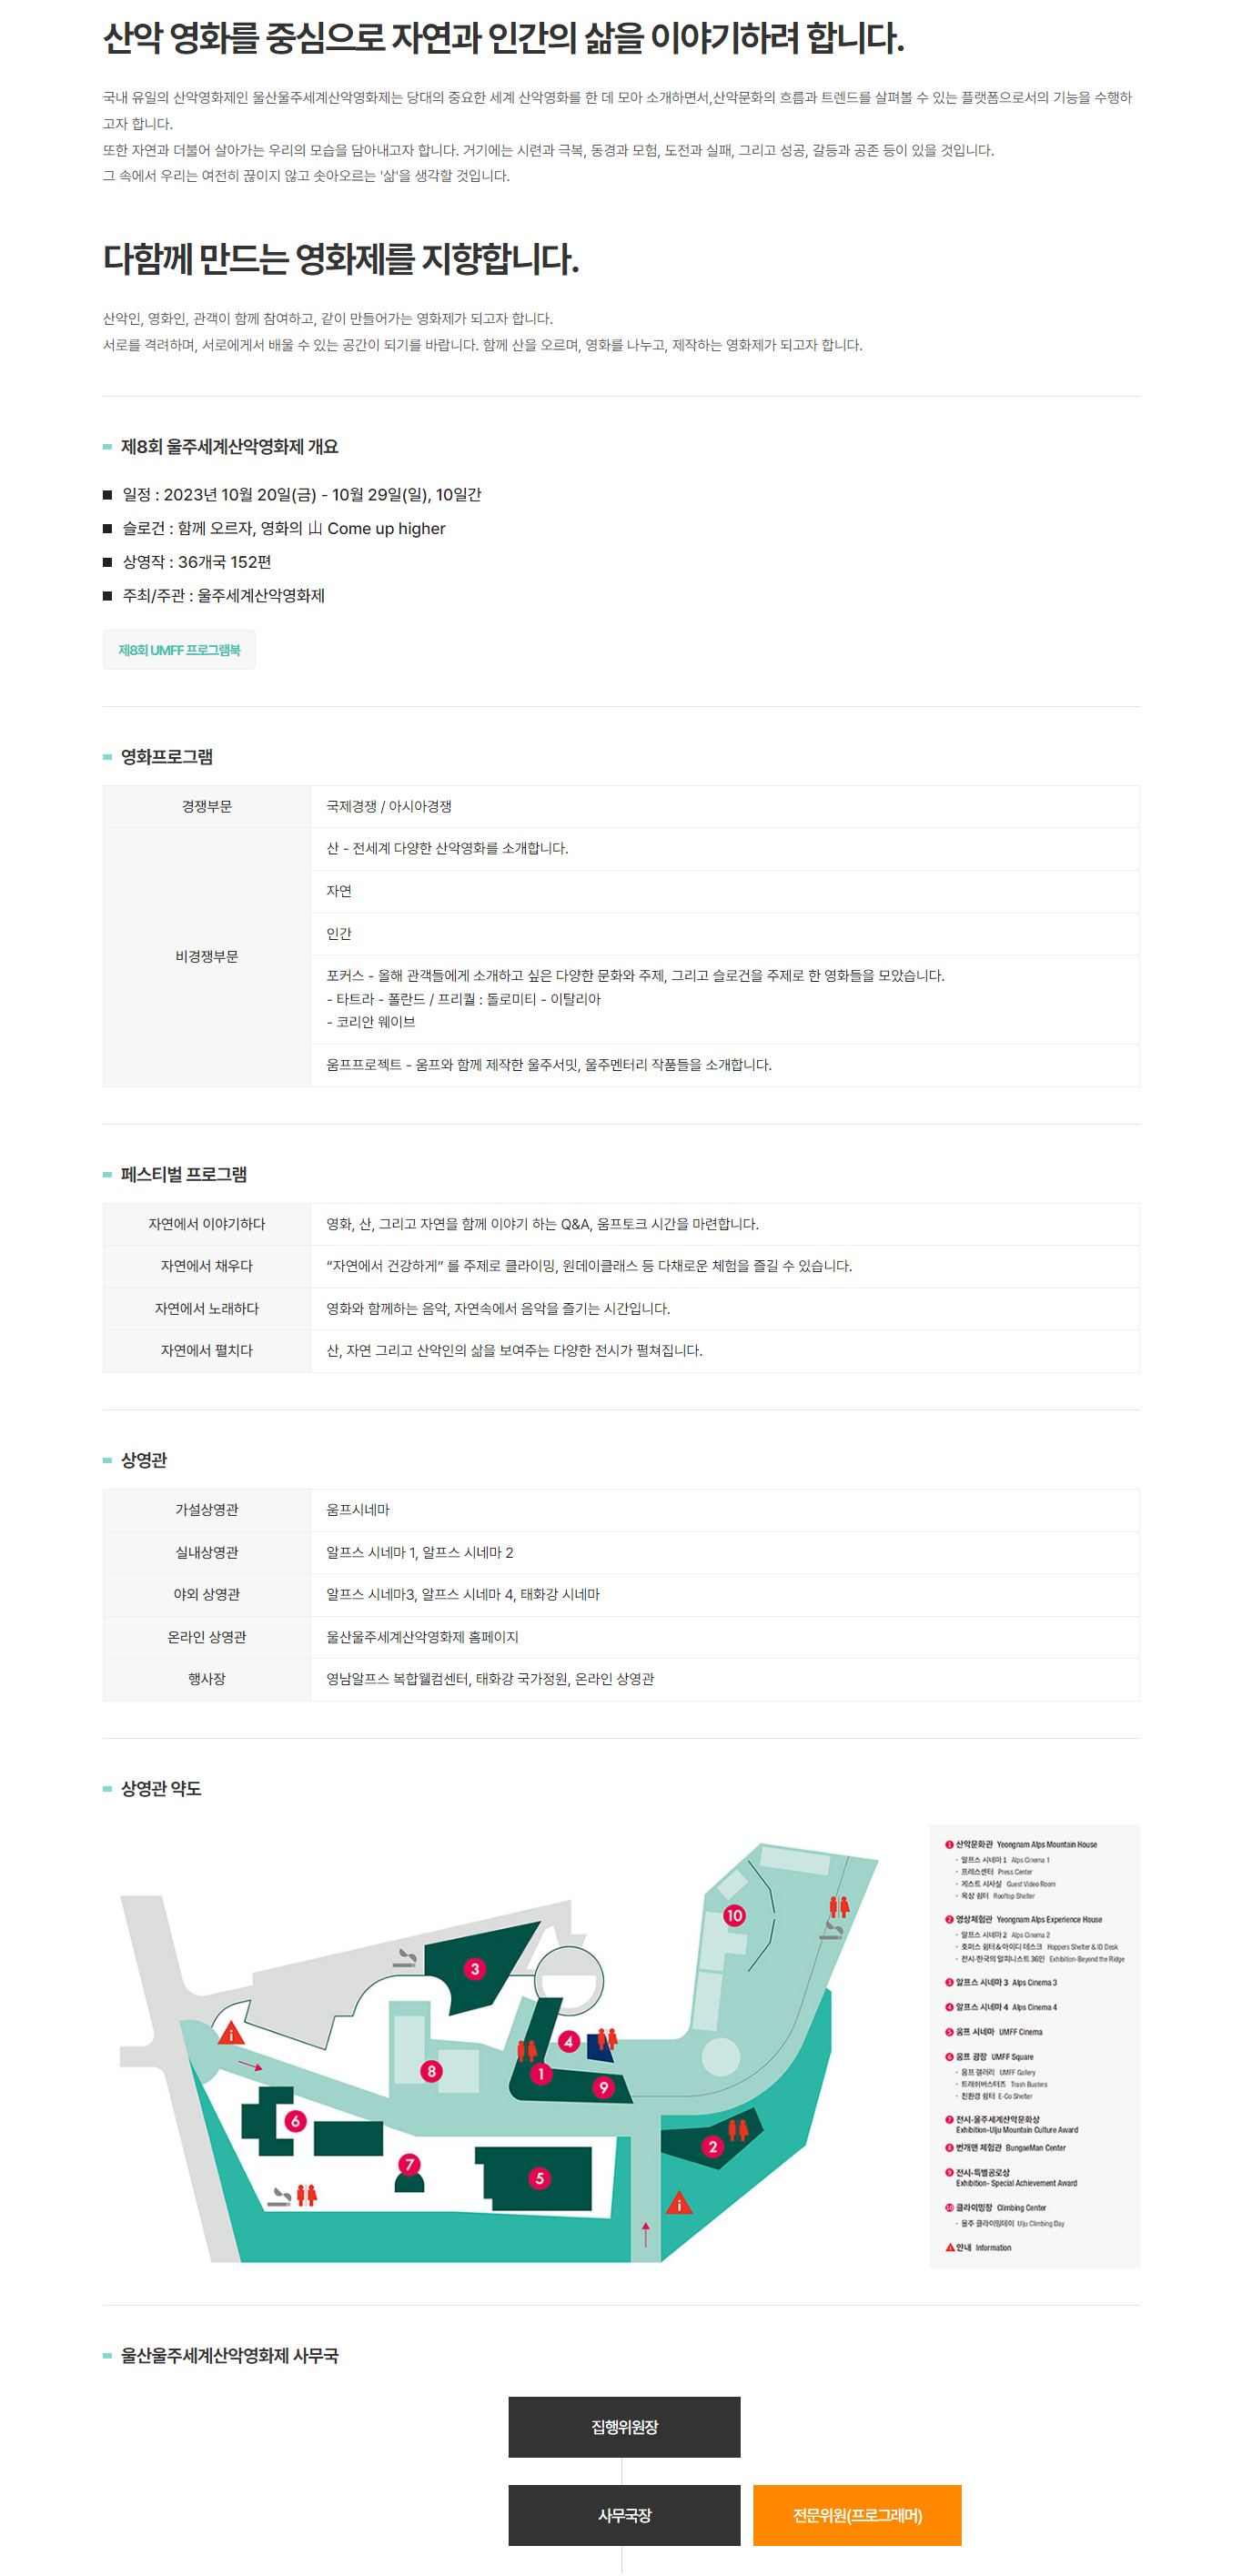 산악 영화를 중심으로 자연과 인간의 삶을 이야기하려 합니다.
국내 유일의 산악영화제인 울산울주세계산악영화제는 당대의 중요한 세계 산악영화를 한 데 모아 소개하면서,산악문화의 흐름과 트렌드를 살펴볼 수 있는 플랫폼으로서의 기능을 수행하
고자 합니다.
또한 자연과 더불어 살아가는 우리의 모습을 담아내고자 합니다. 거기에는 시련과 극복, 동경과 모험, 도전과 실패, 그리고 성공, 갈등과 공존 등이 있을 것입니다.
그 속에서 우리는 여전히 끊이지 않고 솟아오르는 '삶'을 생각할 것입니다.
다함께 만드는 영화제를 지향합니다.
산악인, 영화인, 관객이 함께 참여하고, 같이 만들어가는 영화제가 되고자 합니다.
서로를 격려하며, 서로에게서 배울 수 있는 공간이 되기를 바랍니다. 함께 산을 오르며, 영화를 나누고, 제작하는 영화제가 되고자 합니다.
제8회 울주세계산악영화제 개요
일정 : 2023년 10월 20일(금) - 10월 29일(일), 10일간
슬로건 : 함께 오르자, 영화의 山 Come up higher
상영작 : 36개국 152편
주최/주관 : 울주세계산악영화제
제8회 UMFF 프로그램북
영화프로그램
경쟁부문 국제경쟁 / 아시아경쟁
비경쟁부문
산 - 전세계 다양한 산악영화를 소개합니다.
자연
인간
포커스 - 올해 관객들에게 소개하고 싶은 다양한 문화와 주제, 그리고 슬로건을 주제로 한 영화들을 모았습니다.
- 타트라 - 폴란드 / 프리퀄 : 돌로미티 - 이탈리아
- 코리안 웨이브
움프프로젝트 - 움프와 함께 제작한 울주서밋, 울주멘터리 작품들을 소개합니다.
페스티벌 프로그램
자연에서 이야기하다 영화, 산, 그리고 자연을 함께 이야기 하는 Q&A, 움프토크 시간을 마련합니다.
자연에서 채우다 “자연에서 건강하게” 를 주제로 클라이밍, 원데이클래스 등 다채로운 체험을 즐길 수 있습니다.
자연에서 노래하다 영화와 함께하는 음악, 자연속에서 음악을 즐기는 시간입니다.
자연에서 펼치다 산, 자연 그리고 산악인의 삶을 보여주는 다양한 전시가 펼쳐집니다.
상영관
가설상영관 움프시네마
실내상영관 알프스 시네마 1, 알프스 시네마 2
야외 상영관 알프스 시네마3, 알프스 시네마 4, 태화강 시네마
온라인 상영관 울산울주세계산악영화제 홈페이지
행사장 영남알프스 복합웰컴센터, 태화강 국가정원, 온라인 상영관
상영관 약도
10
3
4
i
8
1
9
6
2
7
5
i
1 산악문화관 Yeongnam Alps Mountain House
· 알프스 시네마 1 Alps Cinema 1
· 프레스센터 Press Center
· 게스트 시사실 Guest Video Room
· 옥상 쉼터 Rooftop Shelter
2 영상체험관 Yeongnam Alps Experience House
· 알프스 시네마 2 Alps Cinema 2
· 호퍼스 쉼터&아이디 데스크 Hoppers Shelter & ID Desk
· 전시-한국의 알피니스트 36인 Exhibition-Beyond the Ridge
3 알프스 시네마 3 Alps Cinema 3
4 알프스 시네마 4 Alps Cinema 4
5 움프 시네마 UMFF Cinema
6 움프 광장 UMFF Square
· 움프 갤러리 UMFF Gallery
· 트래쉬버스터즈 Trash Busters
· 친환경 쉼터 E-Co Shelter
7 전시-울주세계산악문화상
Exhibition-Ulju Mountain Culture Award
8 번개맨 체험관 BungaeMan Center
9 전시-특별공로상
Exhibition- Special Achievement Award
10 클라이밍장 Climbing Center
· 울주 클라이밍데이 Ulju Climbing Day
안내 Information
울산울주세계산악영화제 사무국
집행위원장
사무국장 전문위원(프로그래머)